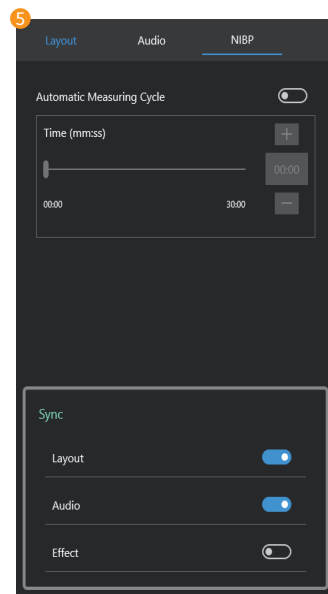 5
Layout Audio NIBP
Automatic Measuring Cycle
Time (mm:ss)
+
00:00
−
00:00 30:00
Sync
Layout
Audio
Effect